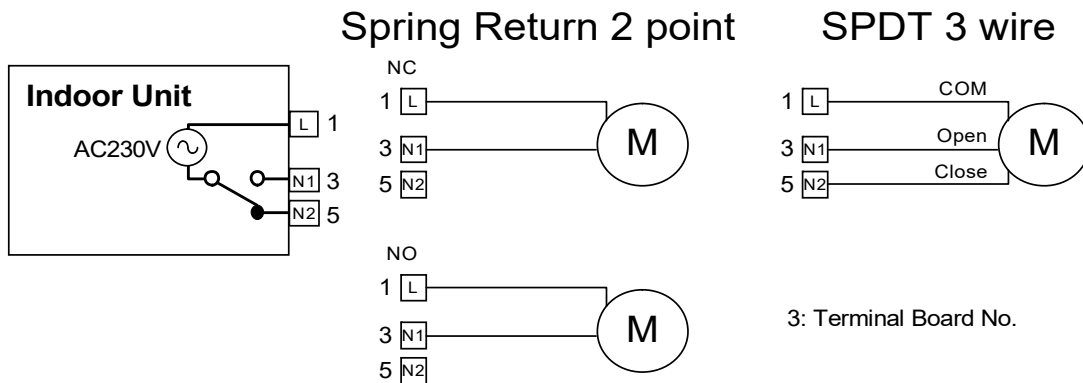 Spring Return 2 point
SPDT 3 wire
Indoor Unit
AC230V
L 1
N1 3
N2 5
NC
1 L
3 N1
5 N2
M
NO
1 L
3 N1
5 N2
M
1 L
3 N1
5 N2
COM
Open
Close
M
3: Terminal Board No.